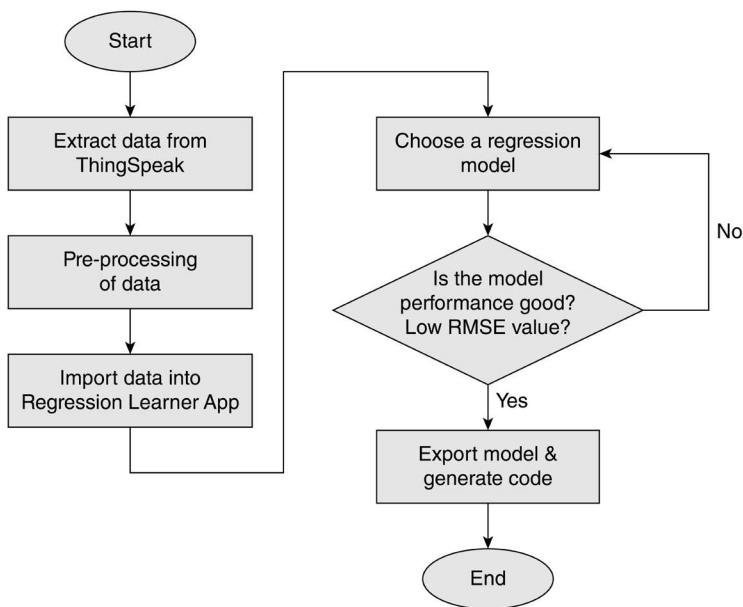 Start
Extract data from
ThingSpeak
Pre-processing
of data
Import data into
Regression Learner App
Choose a regression
model
Is the model
performance good?
Low RMSE value?
No
Yes
Export model &
generate code
End